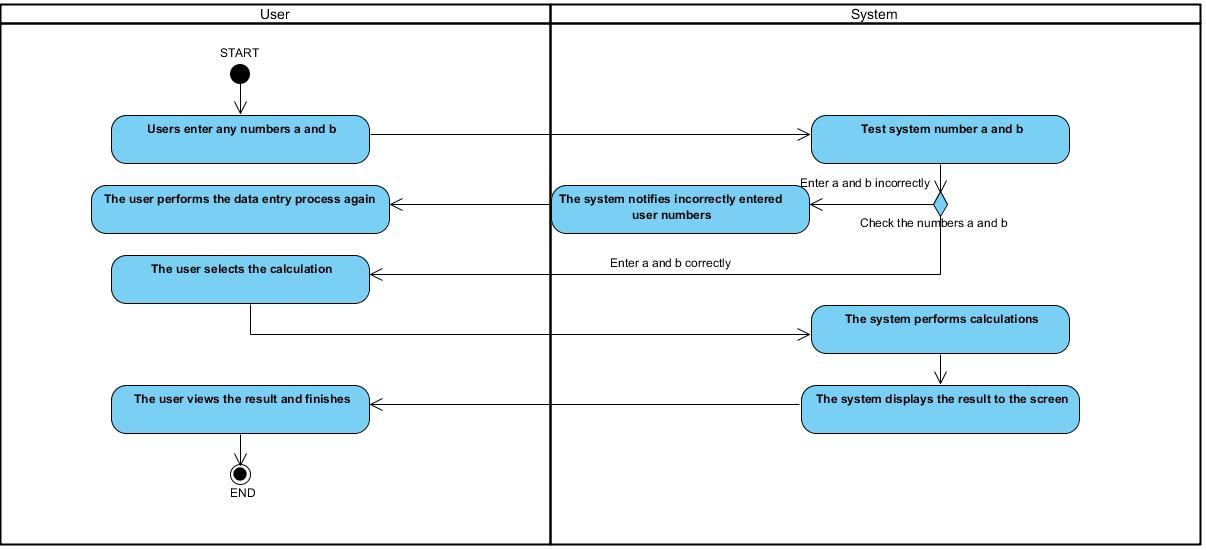 User
System
START
Users enter any numbers a and b
Test system number a and b
Enter a and b incorrectly
The user performs the data entry process again
The system notifies incorrectly entered
user numbers
Check the numbers a and b
Enter a and b correctly
The user selects the calculation
The system performs calculations
The user views the result and finishes
The system displays the result to the screen
END